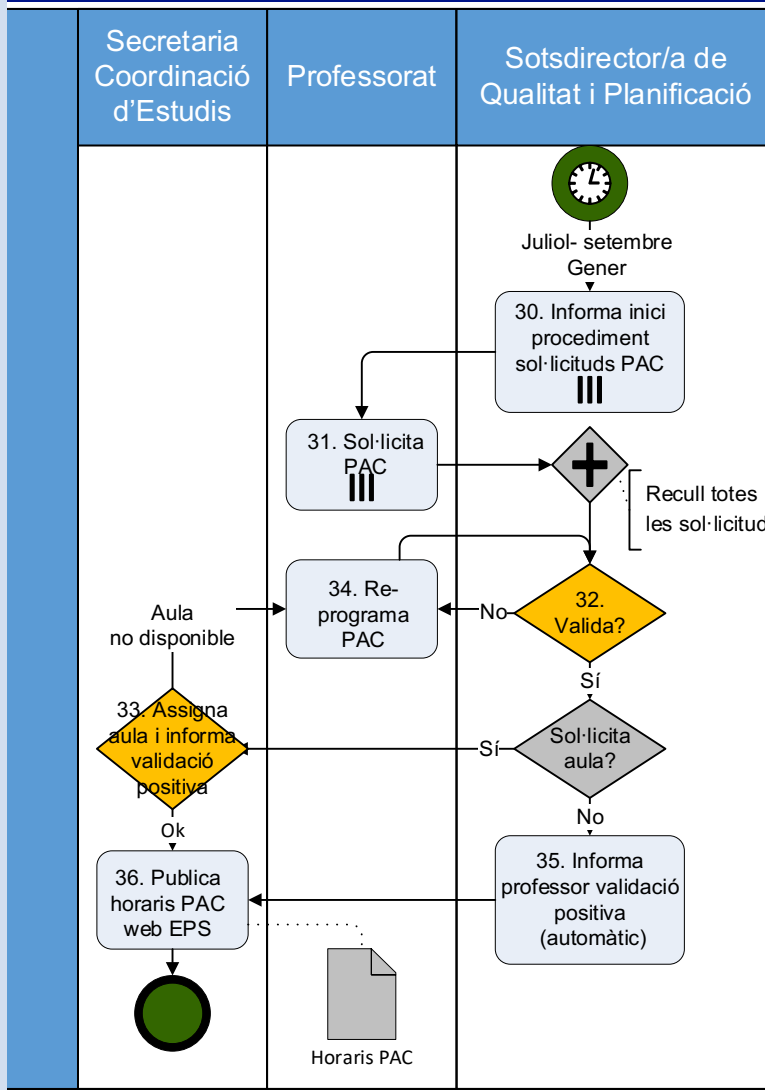 Secretaria
Coordinació
d'Estudis
Professorat
Sotsdirector/a de
Qualitat i Planificació
Juliol- setembre
Gener
30. Informa inici
procediment
sol·licituds PAC
31. Sol·licita
PAC
Recull totes
les sol·licitud
34. Re-
programa
PAC
No
32.
Valida?
Aula
no disponible
Sí
33. Assigna
aula i informa
validació
positiva
Sí
Sol·licita
aula?
Ok
No
36. Publica
horaris PAC
web EPS
35. Informa
professor validació
positiva
(automàtic)
Horaris PAC